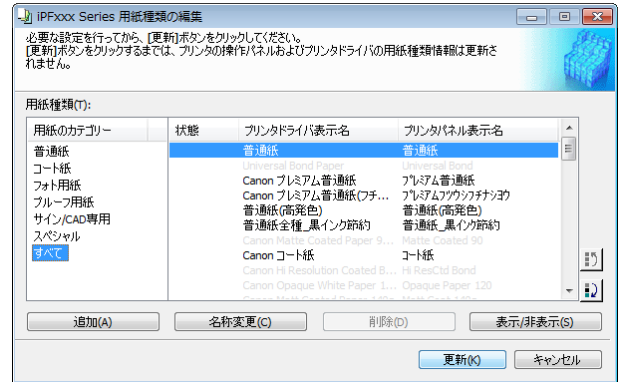 iPFxxx Series 用紙種類の編集
必要な設定を行ってから、[更新]ボタンをクリックしてください。
[更新]ボタンをクリックするまでは、プリンタの操作パネルおよびプリンタドライバの用紙種類情報は更新さ
れません。
用紙種類(T):
用紙のカテゴリー 状態 プリンタドライバ表示名 プリンタパネル表示名
普通紙
コート紙
フォト用紙
プルーフ用紙
サイン/CAD専用
スペシャル
すべて
普通紙 普通紙
Universal Bond Paper Universal Bond
Canon プレミアム普通紙 プレミアム普通紙
Canon プレミアム普通紙(フチ... プレミアムフツウシフチナシヨウ
普通紙(高発色) 普通紙(高発色)
普通紙全種_黒インク節約 普通紙_黒インク節約
Canon Matte Coated Paper 9... Matte Coated 90
Canon コート紙 コート紙
Canon Hi Resolution Coated B... Hi ResCtd Bond
Canon Opaque White Paper 1... Opaque Paper 120
追加(A) 名称変更(C) 削除(D) 表示/非表示(S)
更新(K) キャンセル